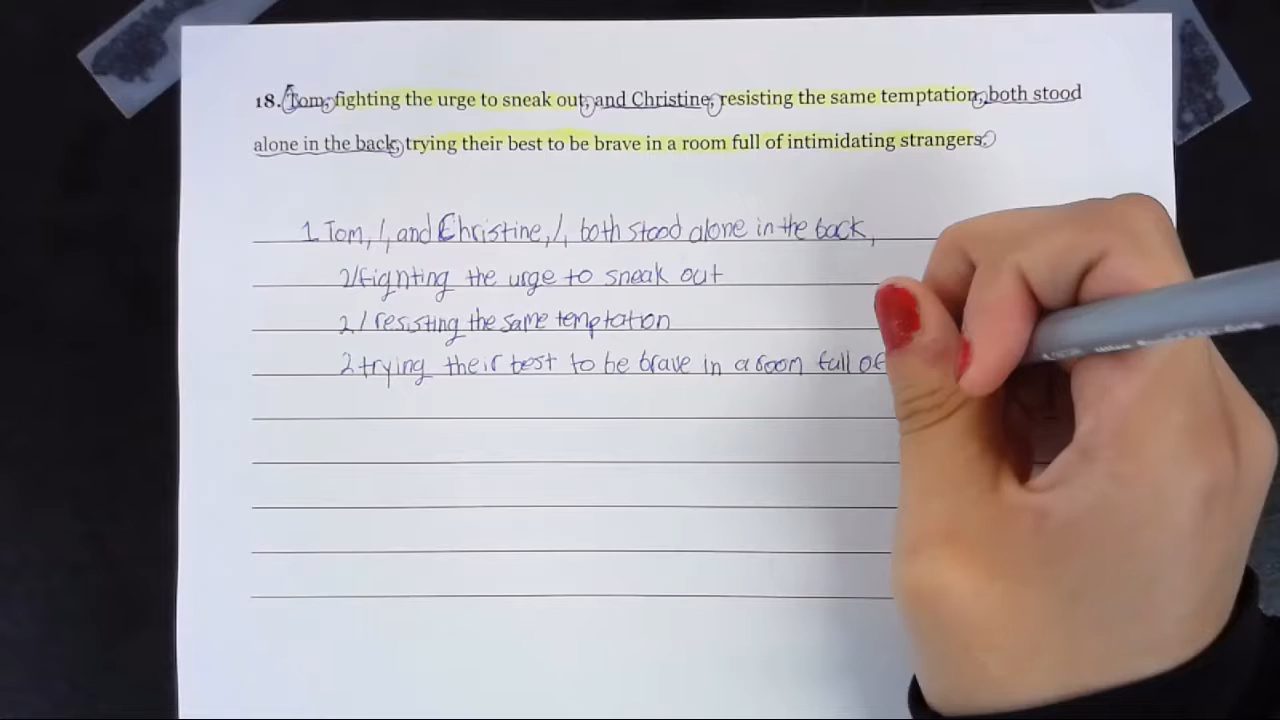 18. Tom, fighting the urge to sneak out, and Christine, resisting the same temptation, both stood
alone in the back, trying their best to be brave in a room full of intimidating strangers.
1 Tom, /, and Christine, /, both stood alone in the back,
2/fighting the urge to sneak out
2/ resisting the same temptation
2 trying their best to be brave in a room full of